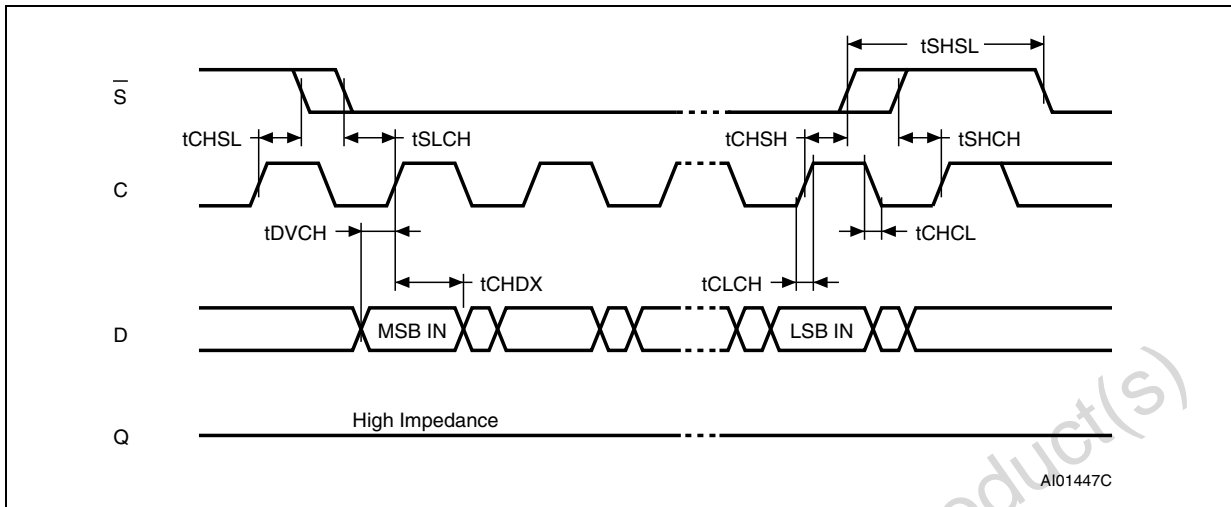 tSHSL
S
tCHSL
tSLCH
tCHSH
tSHCH
C
tDVCH
tCHCL
tCHDX
tCLCH
D
MSB IN
LSB IN
High Impedance
Q
AI01447C